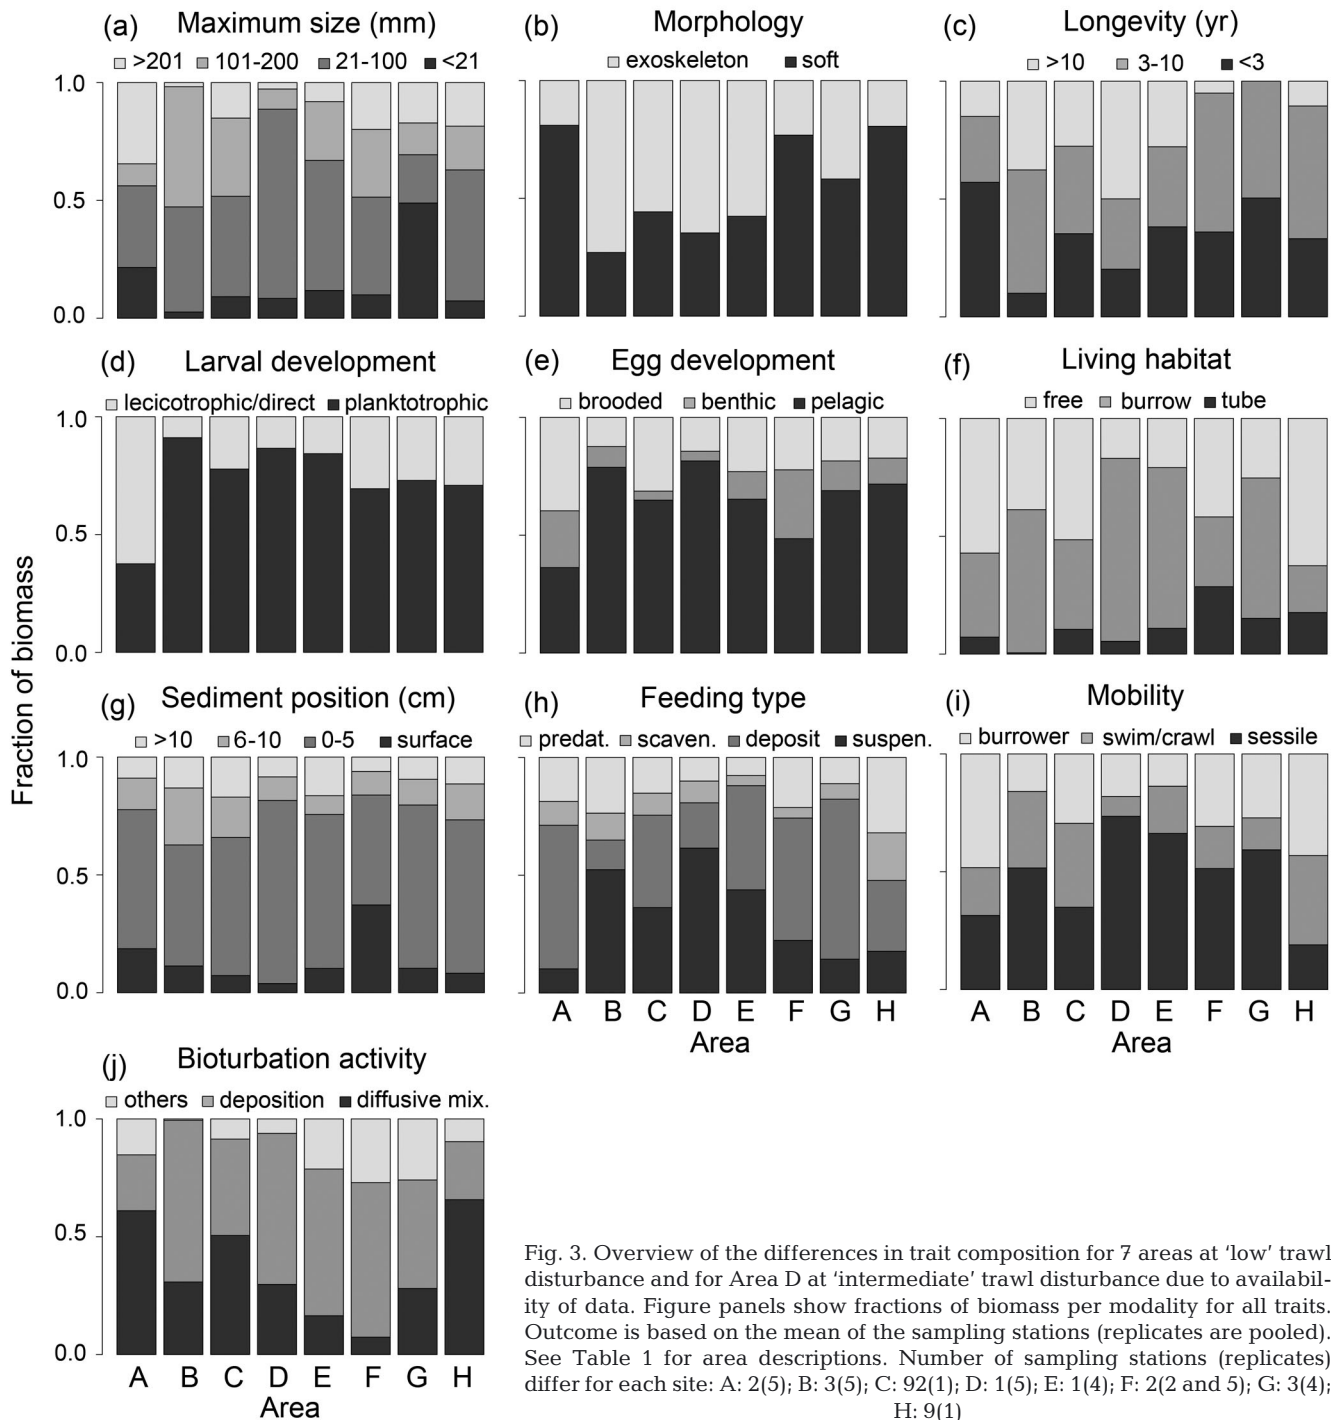 (a) Maximum size (mm)
>201 101-200 21-100 <21
1.0
0.5
0.0
(b) Morphology
exoskeleton soft
(c) Longevity (yr)
>10 3-10 <3
(d) Larval development
lecicotrophic/direct planktotrophic
1.0
0.5
0.0
(e) Egg development
brooded benthic pelagic
(f) Living habitat
free burrow tube
Fraction of biomass
(g) Sediment position (cm)
>10 6-10 0-5 surface
1.0
0.5
0.0
(h) Feeding type
predat. scaven. deposit suspen.
A B C D E F G H
Area
(i) Mobility
burrower swim/crawl sessile
A B C D E F G H
Area
(j) Bioturbation activity
others deposition diffusive mix.
1.0
0.5
0.0
A B C D E F G H
Area
Fig. 3. Overview of the differences in trait composition for 7 areas at ‘low’ trawl
disturbance and for Area D at ‘intermediate’ trawl disturbance due to availabil-
ity of data. Figure panels show fractions of biomass per modality for all traits.
Outcome is based on the mean of the sampling stations (replicates are pooled).
See Table 1 for area descriptions. Number of sampling stations (replicates)
differ for each site: A: 2(5); B: 3(5); C: 92(1); D: 1(5); E: 1(4); F: 2(2 and 5); G: 3(4);
H: 9(1)